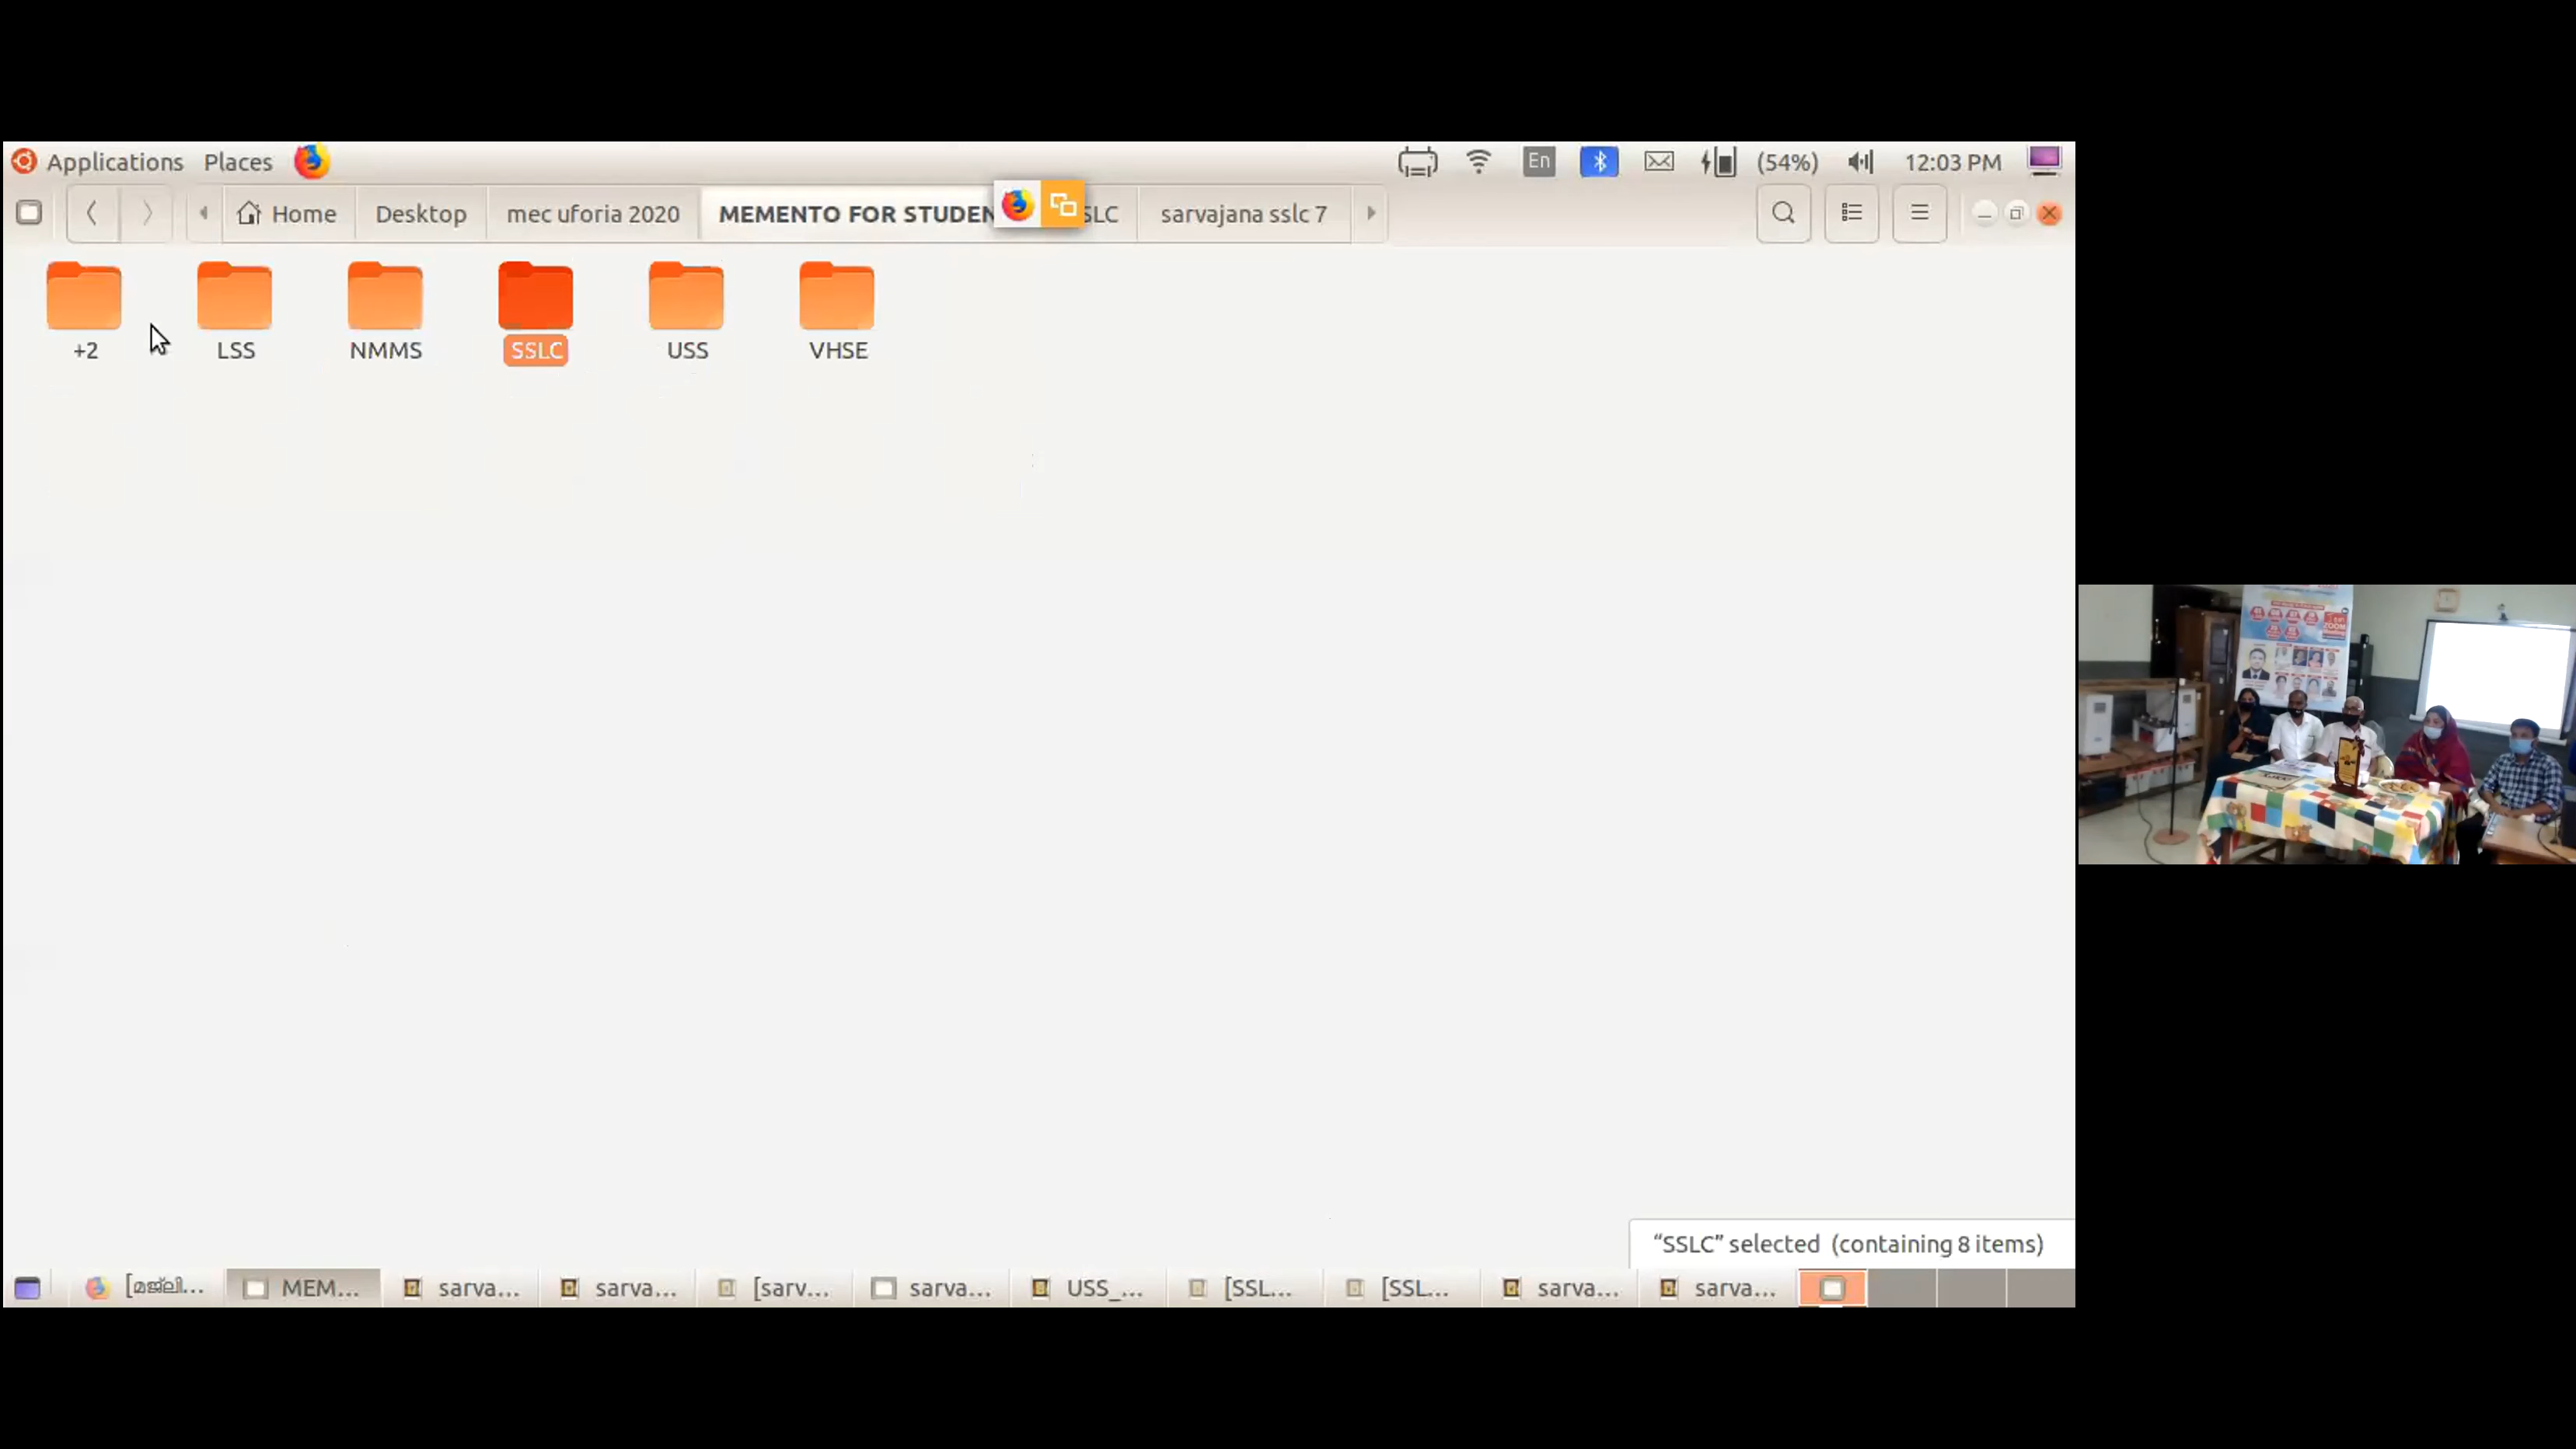 Applications Places En (54%) 12:03 PM
Home Desktop mec uforia 2020 MEMENTO FOR STUDEN SLC sarvajana sslc 7
+2 LSS NMMS SSLC USS VHSE
“SSLC” selected (containing 8 items)
[മജ്ലി... MEM... sarva... sarva... [sarv... sarva... USS_... [SSL... [SSL... sarva... sarva...
ZOOM